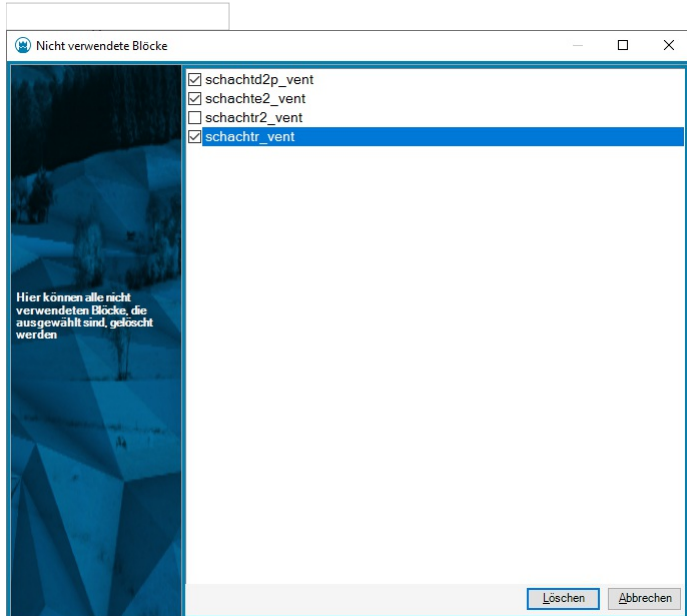 Nicht verwendete Blöcke
schachtd2p_vent
schachte2_vent
schachtr2_vent
schachtr_vent
Hier können alle nicht
verwendeten Blöcke, die
ausgewählt sind, gelöscht
werden
Löschen
Abbrechen